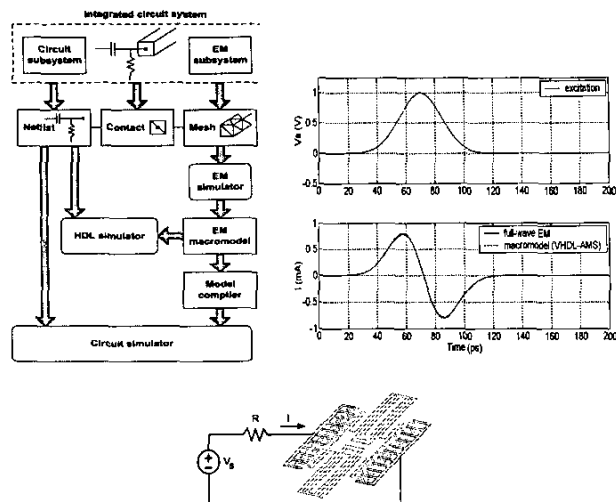 Integrated circuit system
Circuit subsystem
EM subsystem
Netlist
Contact
Mesh
EM simulator
HDL simulator
EM macromodel
Model compiler
Circuit simulator
1
0.5
0
-0.5
0 20 40 60 80 100 120 140 160 180 200
Vs (V)
excitation
1
0.5
0
-0.5
-1
0 20 40 60 80 100 120 140 160 180 200
I (mA)
full-wave EM
macromodel (VHDL-AMS)
Time (ps)
R
I
Vs